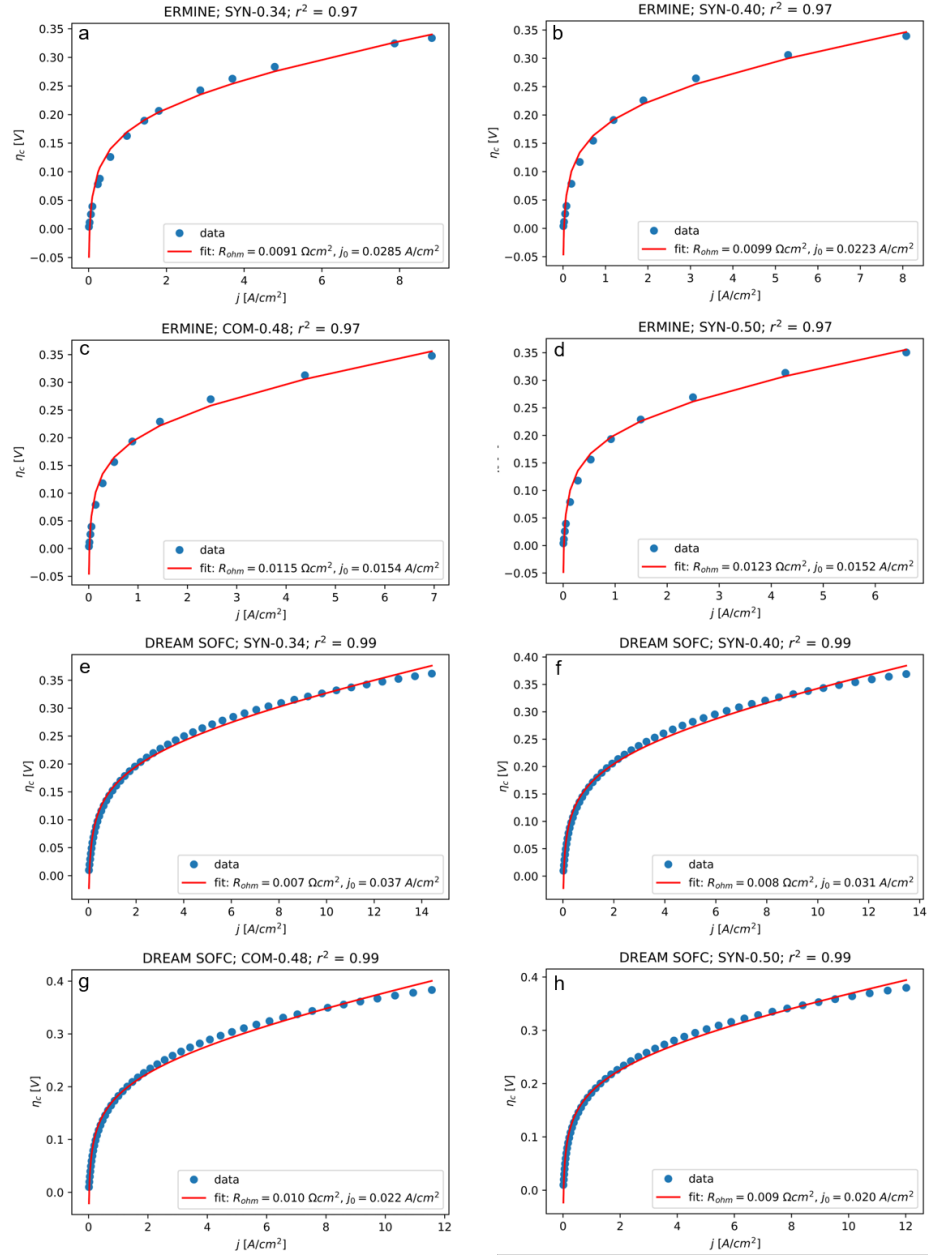 ERMINE; SYN-0.34; r² = 0.97
a
η_c [V]
0.35
0.30
0.25
0.20
0.15
0.10
0.05
0.00
−0.05
data
fit: R_ohm = 0.0091 Ωcm², j₀ = 0.0285 A/cm²
0 2 4 6 8
j [A/cm²]
ERMINE; SYN-0.40; r² = 0.97
b
η_c [V]
0.35
0.30
0.25
0.20
0.15
0.10
0.05
0.00
−0.05
data
fit: R_ohm = 0.0099 Ωcm², j₀ = 0.0223 A/cm²
0 1 2 3 4 5 6 7 8
j [A/cm²]
ERMINE; COM-0.48; r² = 0.97
c
η_c [V]
0.35
0.30
0.25
0.20
0.15
0.10
0.05
0.00
−0.05
data
fit: R_ohm = 0.0115 Ωcm², j₀ = 0.0154 A/cm²
0 1 2 3 4 5 6 7
j [A/cm²]
ERMINE; SYN-0.50; r² = 0.97
d
0.35
0.30
0.25
0.20
0.15
0.10
0.05
0.00
−0.05
data
fit: R_ohm = 0.0123 Ωcm², j₀ = 0.0152 A/cm²
0 1 2 3 4 5 6
j [A/cm²]
DREAM SOFC; SYN-0.34; r² = 0.99
e
η_c [V]
0.35
0.30
0.25
0.20
0.15
0.10
0.05
0.00
data
fit: R_ohm = 0.007 Ωcm², j₀ = 0.037 A/cm²
0 2 4 6 8 10 12 14
j [A/cm²]
DREAM SOFC; SYN-0.40; r² = 0.99
f
η_c [V]
0.40
0.35
0.30
0.25
0.20
0.15
0.10
0.05
0.00
data
fit: R_ohm = 0.008 Ωcm², j₀ = 0.031 A/cm²
0 2 4 6 8 10 12 14
j [A/cm²]
DREAM SOFC; COM-0.48; r² = 0.99
g
η_c [V]
0.4
0.3
0.2
0.1
0.0
data
fit: R_ohm = 0.010 Ωcm², j₀ = 0.022 A/cm²
0 2 4 6 8 10 12
j [A/cm²]
DREAM SOFC; SYN-0.50; r² = 0.99
h
η_c [V]
0.4
0.3
0.2
0.1
0.0
data
fit: R_ohm = 0.009 Ωcm², j₀ = 0.020 A/cm²
0 2 4 6 8 10 12
j [A/cm²]